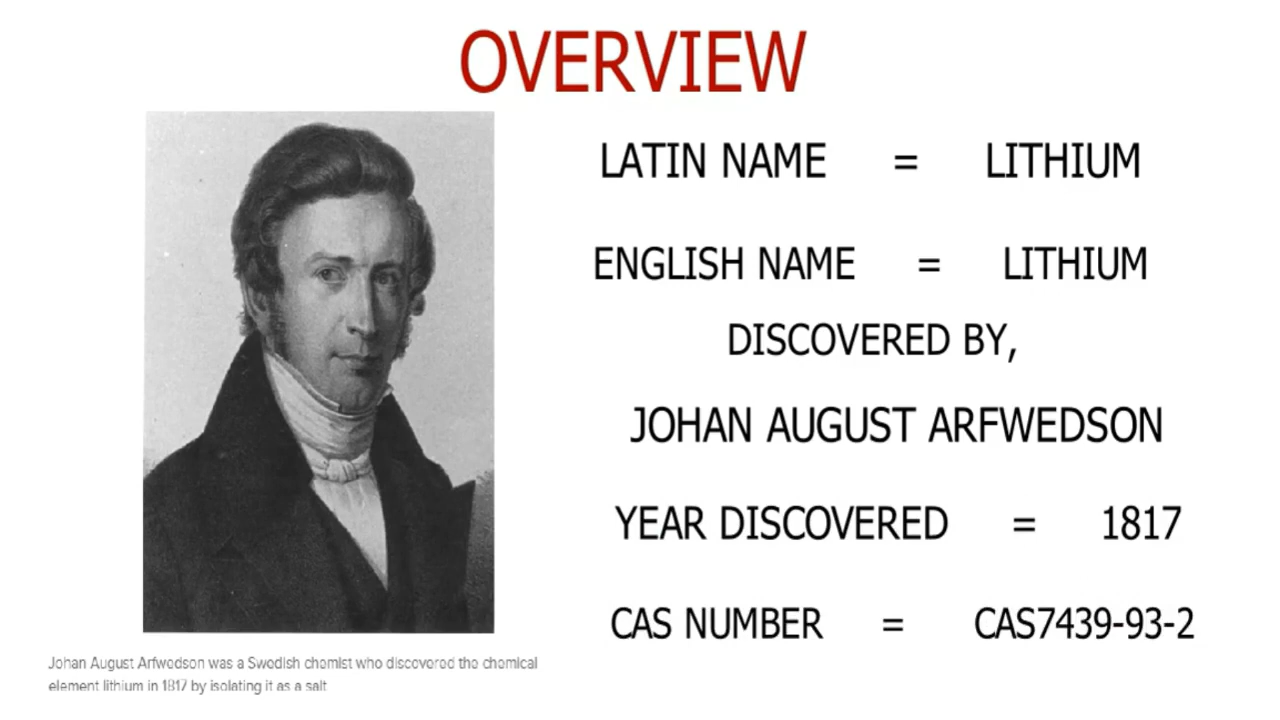 OVERVIEW
LATIN NAME = LITHIUM
ENGLISH NAME = LITHIUM
DISCOVERED BY,
JOHAN AUGUST ARFWEDSON
YEAR DISCOVERED = 1817
CAS NUMBER = CAS7439-93-2
Johan August Arfwedson was a Swedish chemist who discovered the chemical
element lithium in 1817 by isolating it as a salt